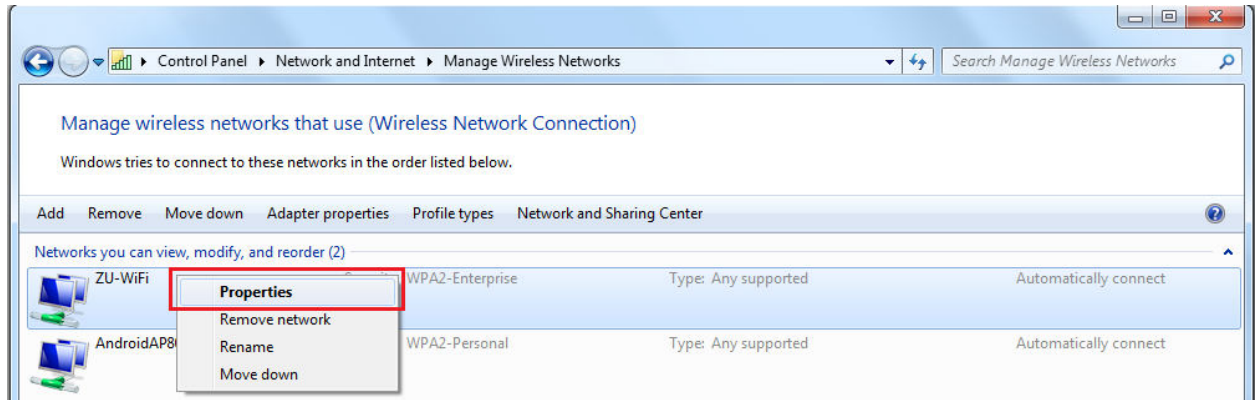 Control Panel Network and Internet Manage Wireless Networks Search Manage Wireless Networks
Manage wireless networks that use (Wireless Network Connection)
Windows tries to connect to these networks in the order listed below.
Add Remove Move down Adapter properties Profile types Network and Sharing Center
Networks you can view, modify, and reorder (2)
ZU-WiFi WPA2-Enterprise Type: Any supported Automatically connect
Properties
Remove network
AndroidAP8 WPA2-Personal Type: Any supported Automatically connect
Rename
Move down